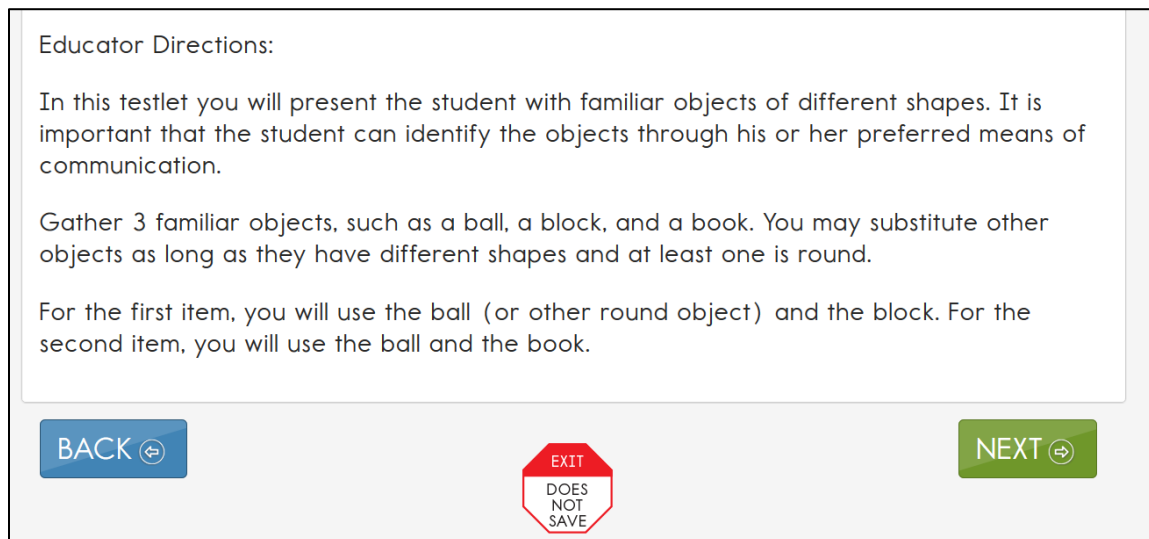 Educator Directions:
In this testlet you will present the student with familiar objects of different shapes. It is
important that the student can identify the objects through his or her preferred means of
communication.
Gather 3 familiar objects, such as a ball, a block, and a book. You may substitute other
objects as long as they have different shapes and at least one is round.
For the first item, you will use the ball (or other round object) and the block. For the
second item, you will use the ball and the book.
BACK
NEXT
EXIT
DOES
NOT
SAVE